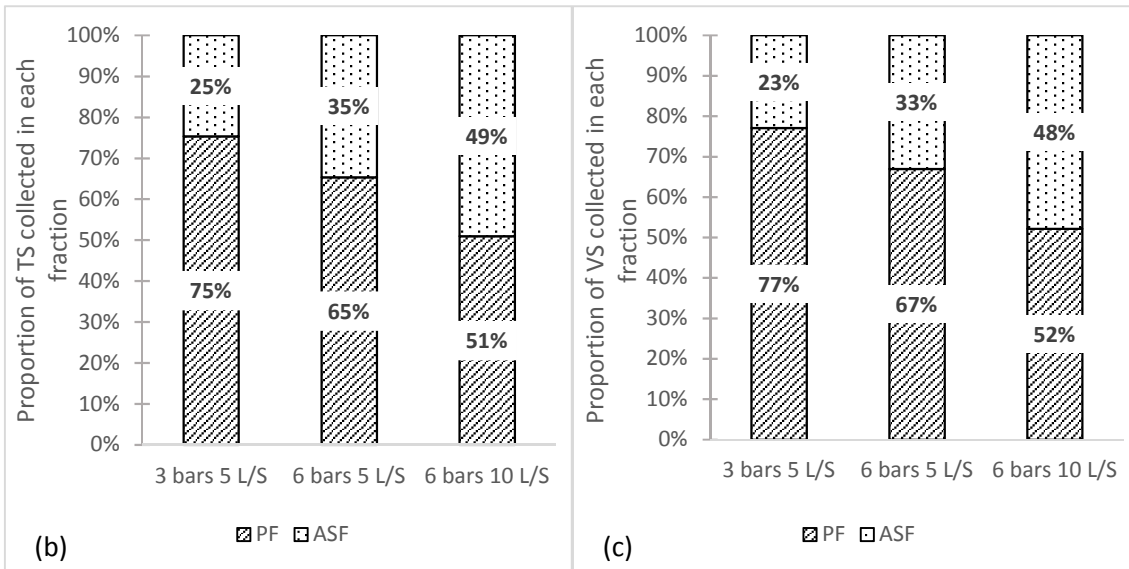 Proportion of TS collected in each
fraction
100%
90%
80%
70%
60%
50%
40%
30%
20%
10%
0%
25%
35%
49%
75%
65%
51%
3 bars 5 L/S
6 bars 5 L/S
6 bars 10 L/S
PF
ASF
(b)
Proportion of VS collected in each
fraction
100%
90%
80%
70%
60%
50%
40%
30%
20%
10%
0%
23%
33%
48%
77%
67%
52%
3 bars 5 L/S
6 bars 5 L/S
6 bars 10 L/S
PF
ASF
(c)